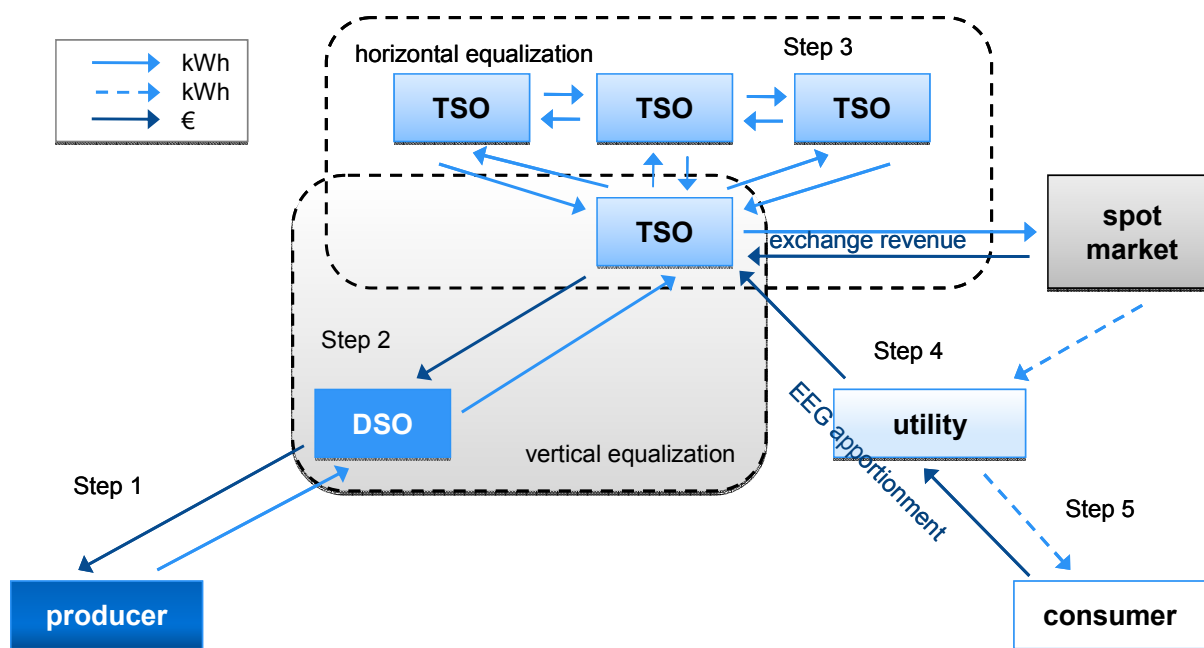 kWh
kWh
€
horizontal equalization
Step 3
TSO
TSO
TSO
TSO
exchange revenue
spot
market
Step 2
Step 4
DSO
EEG apportionment
utility
vertical equalization
Step 1
Step 5
producer
consumer